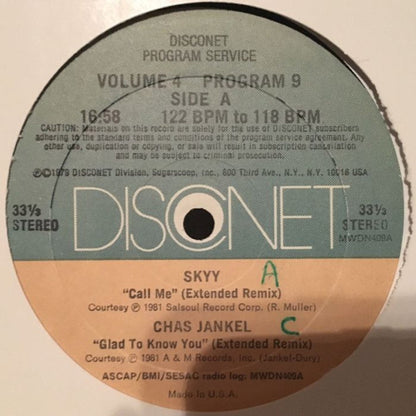 DISCONET
PROGRAM SERVICE
VOLUME 4 PROGRAM 9
SIDE A
16:58 122 BPM to 118 BPM
CAUTION: Materials on this record are solely for the use of DISCONET subscribers
adhering to the standard terms and conditions of the program service agreement. Any
other use, duplication or copying, or sale will result in subscription cancellation
and may be subject to criminal prosecution.
©℗1979 DISCONET Division, Sugarscoop, Inc., 600 Third Ave., N.Y., N.Y. 10016 USA
33⅓ DISCONET 33⅓
STEREO STEREO
MWDN409A
SKYY A
"Call Me" (Extended Remix)
Courtesy ℗ 1981 Salsoul Record Corp. (R. Muller)
CHAS JANKEL C
"Glad To Know You" (Extended Remix)
Courtesy ℗ 1981 A & M Records, Inc. (Jankel-Dury)
ASCAP/BMI/SESAC radio log: MWDN409A
Made in U.S.A.